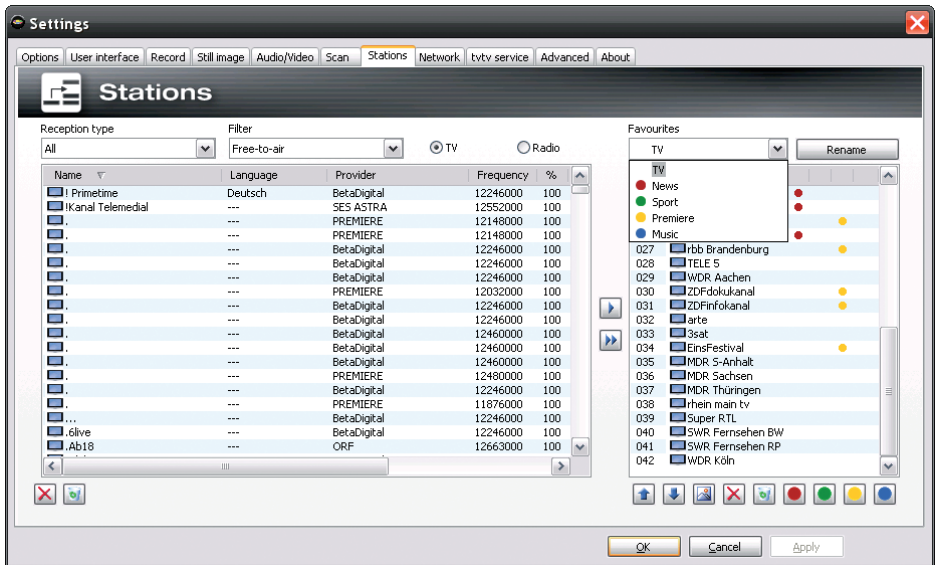 Settings
Options User interface Record Still image Audio/Video Scan Stations Network tvtv service Advanced About
Stations
Reception type
All
Filter
Free-to-air
TV Radio
Name Language Provider Frequency %
! Primetime Deutsch BetaDigital 12246000 100
!Kanal Telemedial --- SES ASTRA 12552000 100
. --- PREMIERE 12148000 100
. --- PREMIERE 12148000 100
. --- BetaDigital 12246000 100
. --- BetaDigital 12246000 100
. --- BetaDigital 12246000 100
. --- PREMIERE 12032000 100
. --- BetaDigital 12246000 100
. --- BetaDigital 12246000 100
. --- BetaDigital 12460000 100
. --- BetaDigital 12460000 100
. --- BetaDigital 12460000 100
. --- PREMIERE 12480000 100
. --- BetaDigital 12246000 100
. --- PREMIERE 11876000 100
... --- BetaDigital 12246000 100
.6live --- BetaDigital 12246000 100
.Ab18 --- ORF 12663000 100
Favourites
TV
Rename
TV
News
Sport
Premiere
Music
027 rbb Brandenburg
028 TELE 5
029 WDR Aachen
030 ZDFdokukanal
031 ZDFinfokanal
032 arte
033 3sat
034 EinsFestival
035 MDR S-Anhalt
036 MDR Sachsen
037 MDR Thüringen
038 rhein main tv
039 Super RTL
040 SWR Fernsehen BW
041 SWR Fernsehen RP
042 WDR Köln
OK Cancel Apply